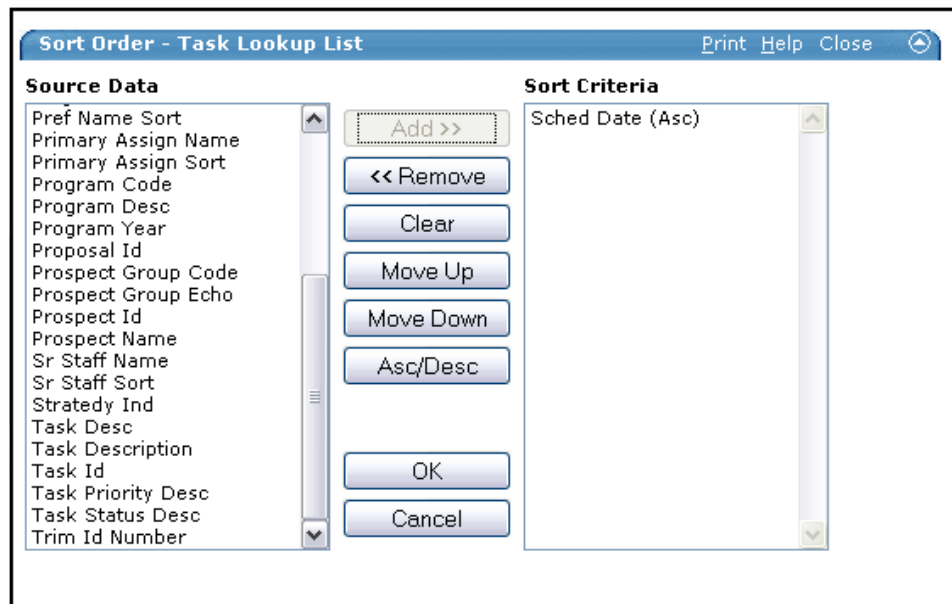 Sort Order - Task Lookup List
Print Help Close
Source Data
Pref Name Sort
Primary Assign Name
Primary Assign Sort
Program Code
Program Desc
Program Year
Proposal Id
Prospect Group Code
Prospect Group Echo
Prospect Id
Prospect Name
Sr Staff Name
Sr Staff Sort
Stratedy Ind
Task Desc
Task Description
Task Id
Task Priority Desc
Task Status Desc
Trim Id Number
Add >>
<< Remove
Clear
Move Up
Move Down
Asc/Desc
OK
Cancel
Sort Criteria
Sched Date (Asc)